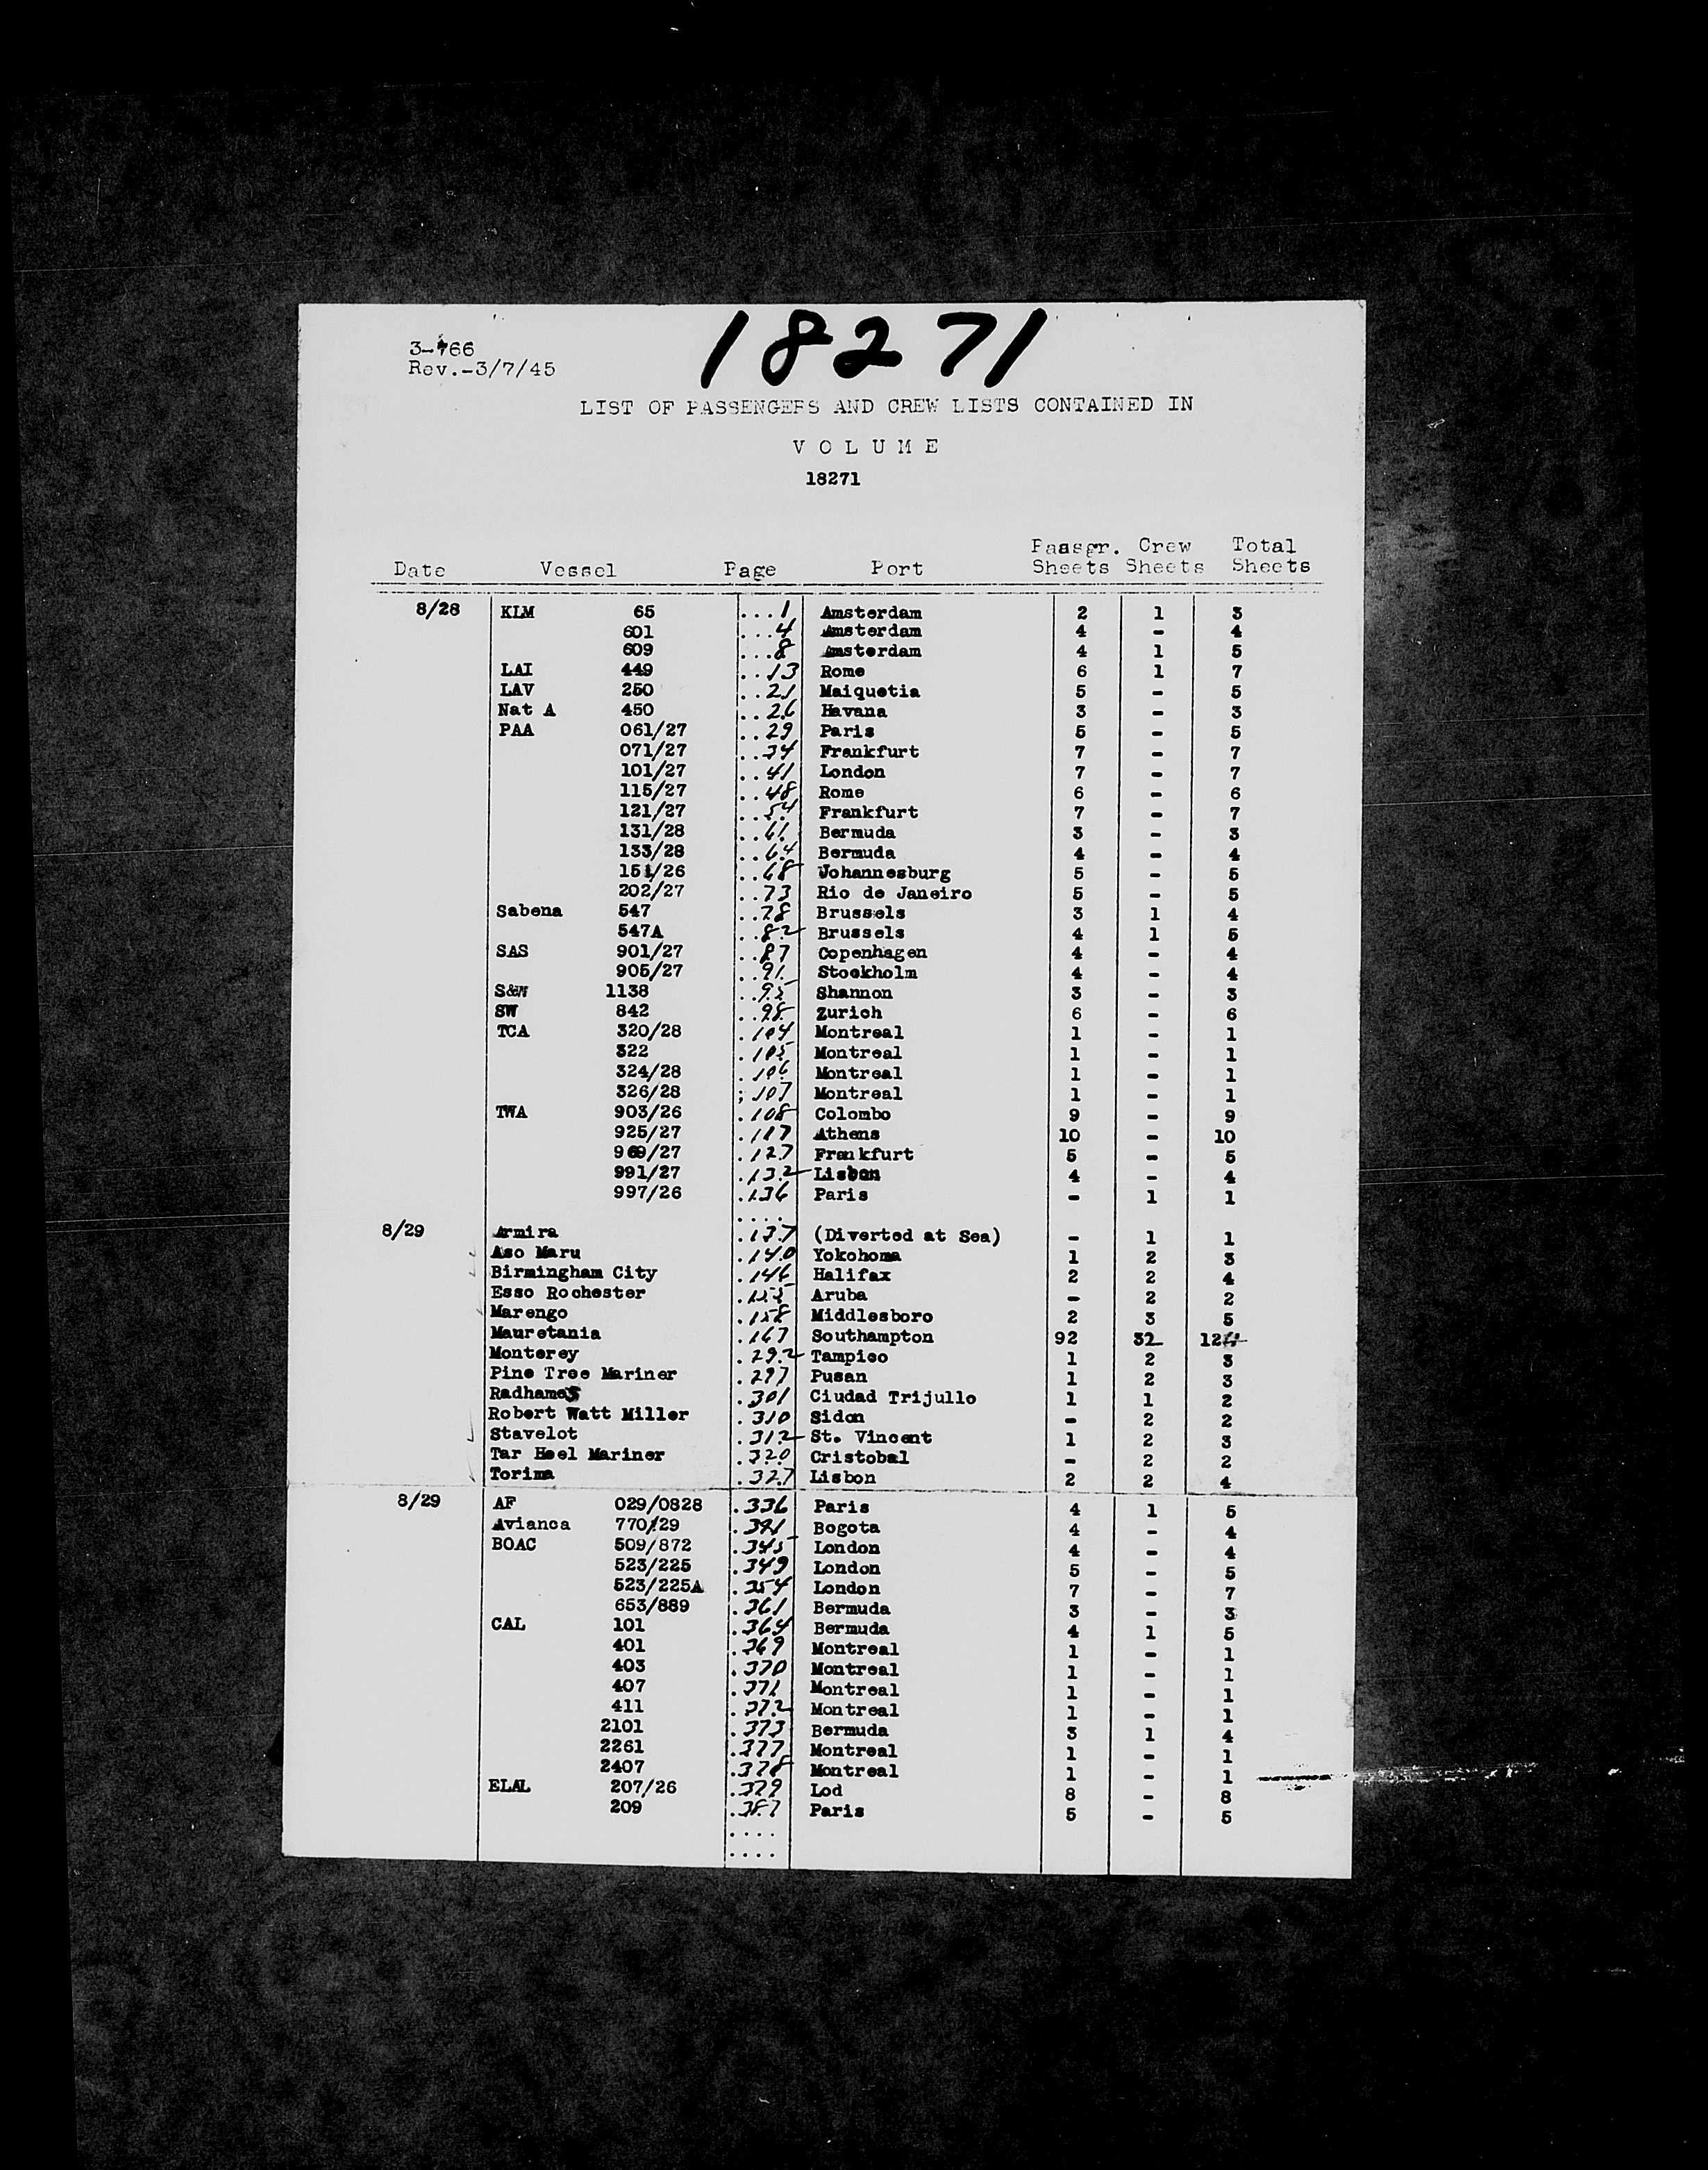 18271
3-766
Rev.-3/7/45
LIST OF PASSENGERS AND CREW LISTS CONTAINED IN
VOLUME
18271
Date Vessel Page Port Passgr. Sheets Crew Sheets Total Sheets
8/28 KLM 65 ...1 Amsterdam 2 1 3
601 ...4 Amsterdam 4 - 4
609 ...8 Amsterdam 4 1 5
LAI 449 ..13 Rome 6 1 7
LAV 250 ..21 Maiquetia 5 - 5
Nat A 450 ..26 Havana 3 - 3
PAA 061/27 ..29 Paris 5 - 5
071/27 ..34 Frankfurt 7 - 7
101/27 ..41 London 7 - 7
115/27 ..48 Rome 6 - 6
121/27 ..54 Frankfurt 7 - 7
131/28 ..61 Bermuda 3 - 3
133/28 ..64 Bermuda 4 - 4
151/26 ..68 Johannesburg 5 - 5
202/27 ..73 Rio de Janeiro 5 - 5
Sabena 547 ..78 Brussels 3 1 4
547A ..82 Brussels 4 1 5
SAS 901/27 ..87 Copenhagen 4 - 4
905/27 ..91 Stockholm 4 - 4
S&W 1138 ..95 Shannon 3 - 3
SW 842 ..98 Zurich 6 - 6
TCA 320/28 .104 Montreal 1 - 1
322 .105 Montreal 1 - 1
324/28 .106 Montreal 1 - 1
326/28 .107 Montreal 1 - 1
TWA 903/26 .108 Colombo 9 - 9
925/27 .117 Athens 10 - 10
969/27 .127 Frankfurt 5 - 5
991/27 .132 Lisbon 4 - 4
997/26 .136 Paris - 1 1
....
8/29 Armira .137 (Diverted at Sea) - 1 1
Aso Maru .140 Yokohoma 1 2 3
Birmingham City .146 Halifax 2 2 4
Esso Rochester .155 Aruba - 2 2
Marengo .158 Middlesboro 2 3 5
Mauretania .167 Southampton 92 32 124
Monterey .292 Tampico 1 2 3
Pine Tree Mariner .297 Pusan 1 2 3
Radhames .301 Ciudad Trijullo 1 1 2
Robert Watt Miller .310 Sidon - 2 2
Stavelot .312 St. Vincent 1 2 3
Tar Heel Mariner .320 Cristobal - 2 2
Torima .327 Lisbon 2 2 4
8/29 AF 029/0828 .336 Paris 4 1 5
Avianca 770/29 .341 Bogota 4 - 4
BOAC 509/872 .345 London 4 - 4
523/225 .349 London 5 - 5
523/225A .354 London 7 - 7
653/889 .361 Bermuda 3 - 3
CAL 101 .364 Bermuda 4 1 5
401 .369 Montreal 1 - 1
403 .370 Montreal 1 - 1
407 .371 Montreal 1 - 1
411 .372 Montreal 1 - 1
2101 .373 Bermuda 3 1 4
2261 .377 Montreal 1 - 1
2407 .378 Montreal 1 - 1
ELAL 207/26 .379 Lod 8 - 8
209 .387 Paris 5 - 5
....
....